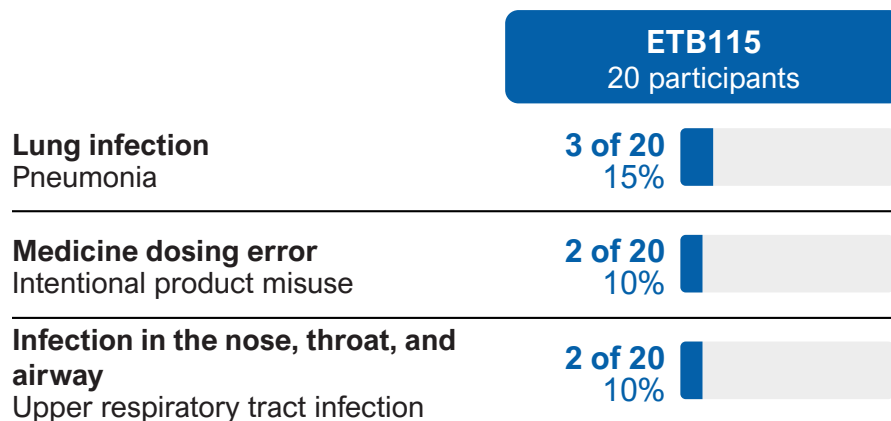 ETB115
20 participants
Lung infection
Pneumonia
3 of 20
15%
Medicine dosing error
Intentional product misuse
2 of 20
10%
Infection in the nose, throat, and
airway
Upper respiratory tract infection
2 of 20
10%